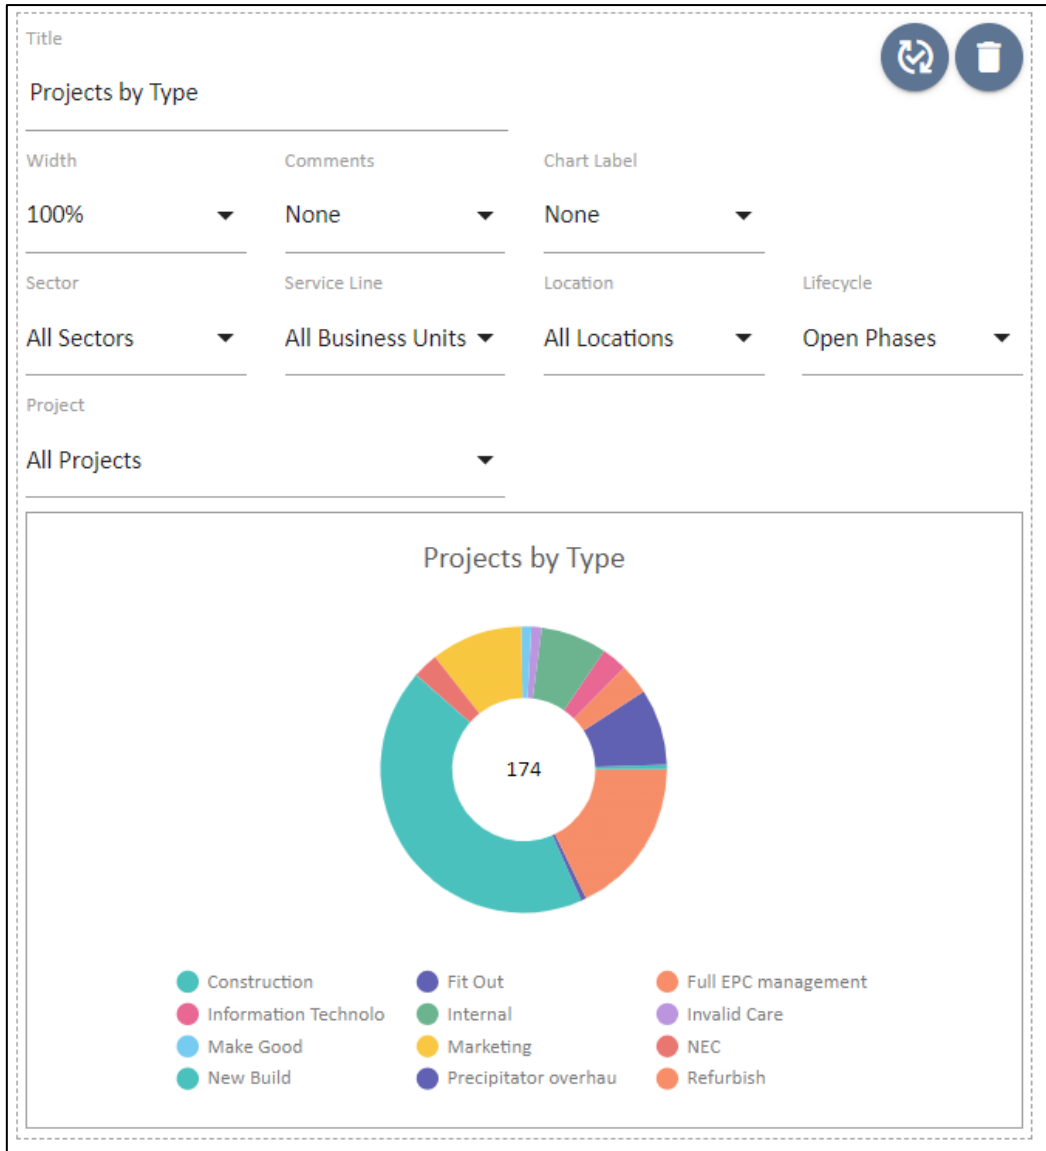 Title
Projects by Type
Width Comments Chart Label
100% None None
Sector Service Line Location Lifecycle
All Sectors All Business Units All Locations Open Phases
Project
All Projects
Projects by Type
174
Construction Fit Out Full EPC management
Information Technolo Internal Invalid Care
Make Good Marketing NEC
New Build Precipitator overhau Refurbish